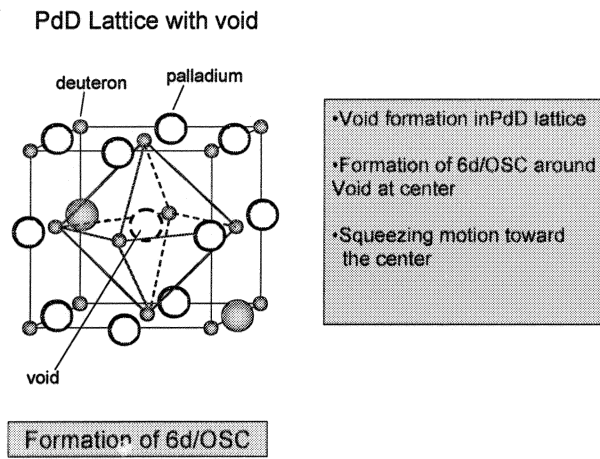 PdD Lattice with void
deuteron
palladium
void
Formation of 6d/OSC
•Void formation inPdD lattice
•Formation of 6d/OSC around
Void at center
•Squeezing motion toward
the center